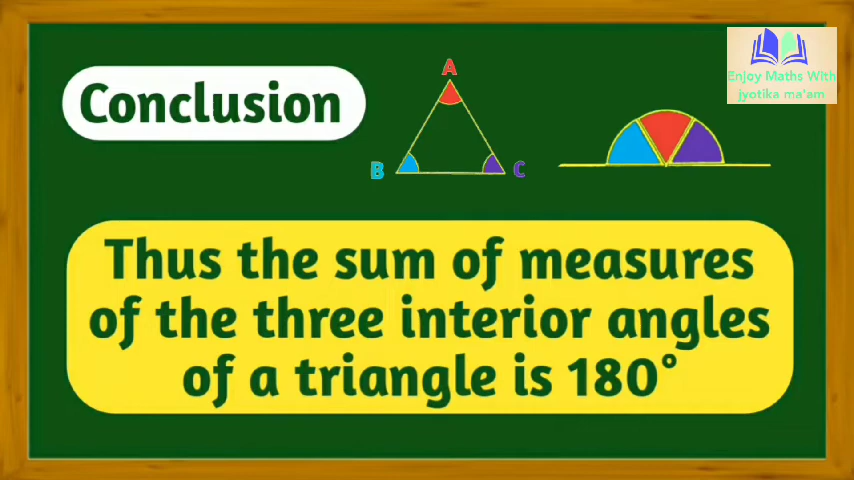 Conclusion
A
B
C
Enjoy Maths With
jyotika ma'am
Thus the sum of measures
of the three interior angles
of a triangle is 180°